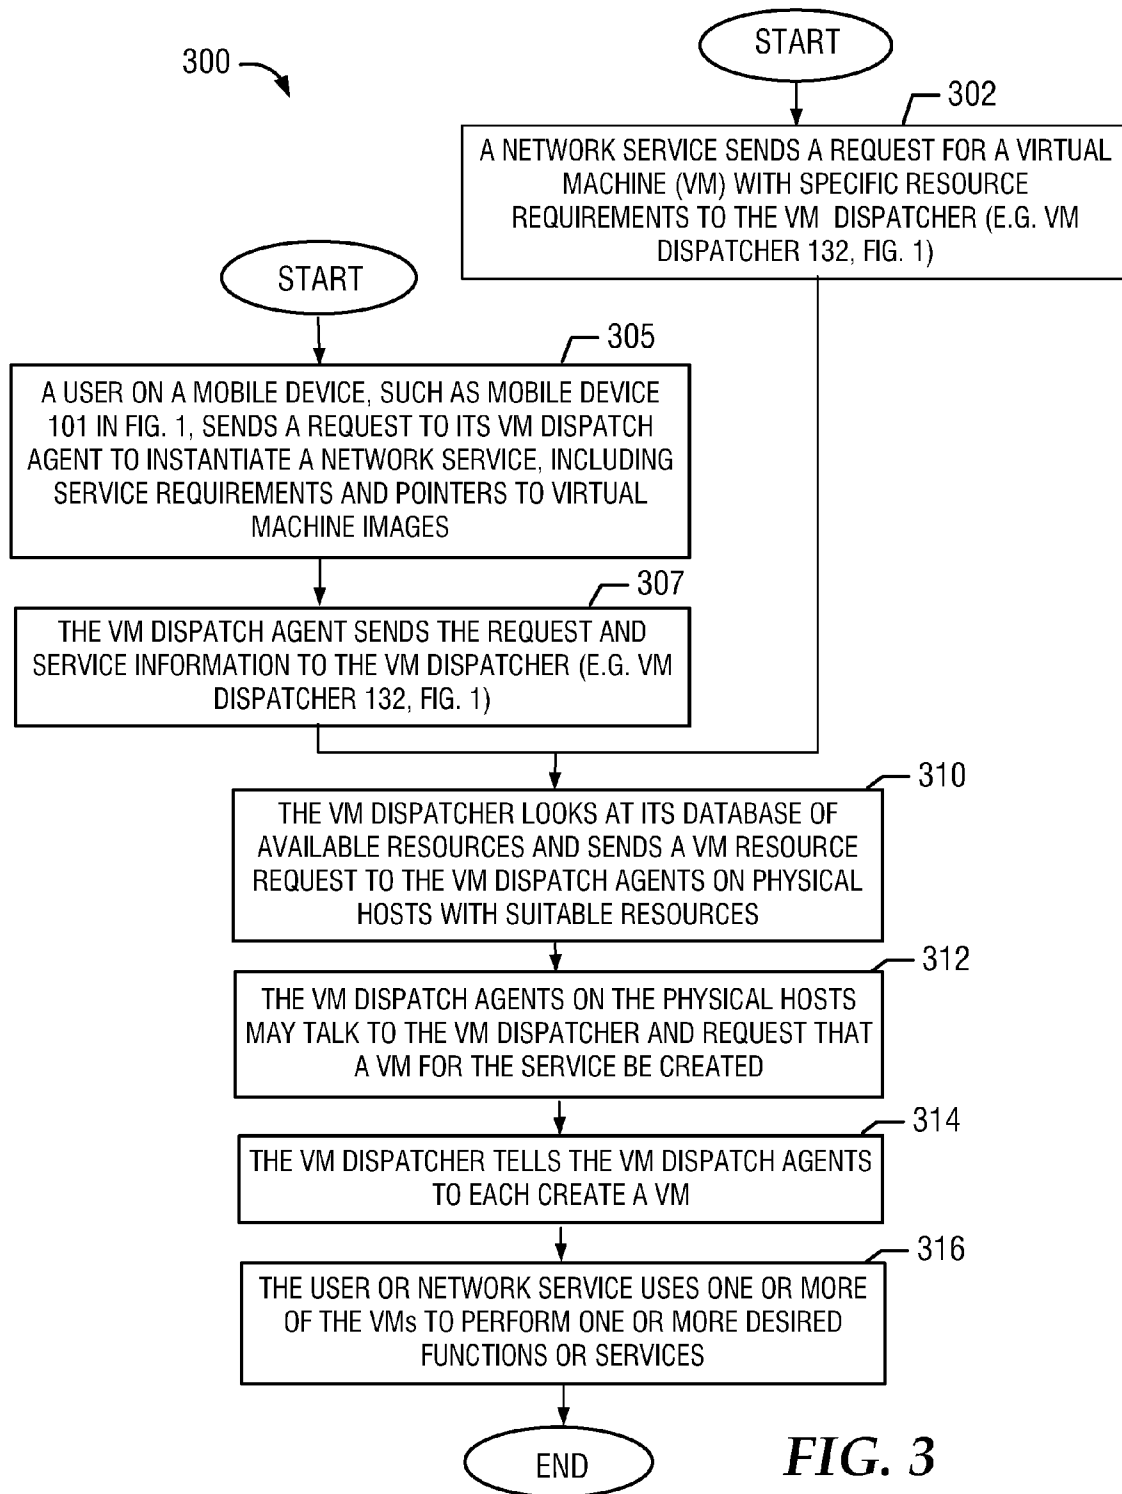 300
START
302
A NETWORK SERVICE SENDS A REQUEST FOR A VIRTUAL
MACHINE (VM) WITH SPECIFIC RESOURCE
REQUIREMENTS TO THE VM DISPATCHER (E.G. VM
DISPATCHER 132, FIG. 1)
START
305
A USER ON A MOBILE DEVICE, SUCH AS MOBILE DEVICE
101 IN FIG. 1, SENDS A REQUEST TO ITS VM DISPATCH
AGENT TO INSTANTIATE A NETWORK SERVICE, INCLUDING
SERVICE REQUIREMENTS AND POINTERS TO VIRTUAL
MACHINE IMAGES
307
THE VM DISPATCH AGENT SENDS THE REQUEST AND
SERVICE INFORMATION TO THE VM DISPATCHER (E.G. VM
DISPATCHER 132, FIG. 1)
310
THE VM DISPATCHER LOOKS AT ITS DATABASE OF
AVAILABLE RESOURCES AND SENDS A VM RESOURCE
REQUEST TO THE VM DISPATCH AGENTS ON PHYSICAL
HOSTS WITH SUITABLE RESOURCES
312
THE VM DISPATCH AGENTS ON THE PHYSICAL HOSTS
MAY TALK TO THE VM DISPATCHER AND REQUEST THAT
A VM FOR THE SERVICE BE CREATED
314
THE VM DISPATCHER TELLS THE VM DISPATCH AGENTS
TO EACH CREATE A VM
316
THE USER OR NETWORK SERVICE USES ONE OR MORE
OF THE VMs TO PERFORM ONE OR MORE DESIRED
FUNCTIONS OR SERVICES
END
FIG. 3